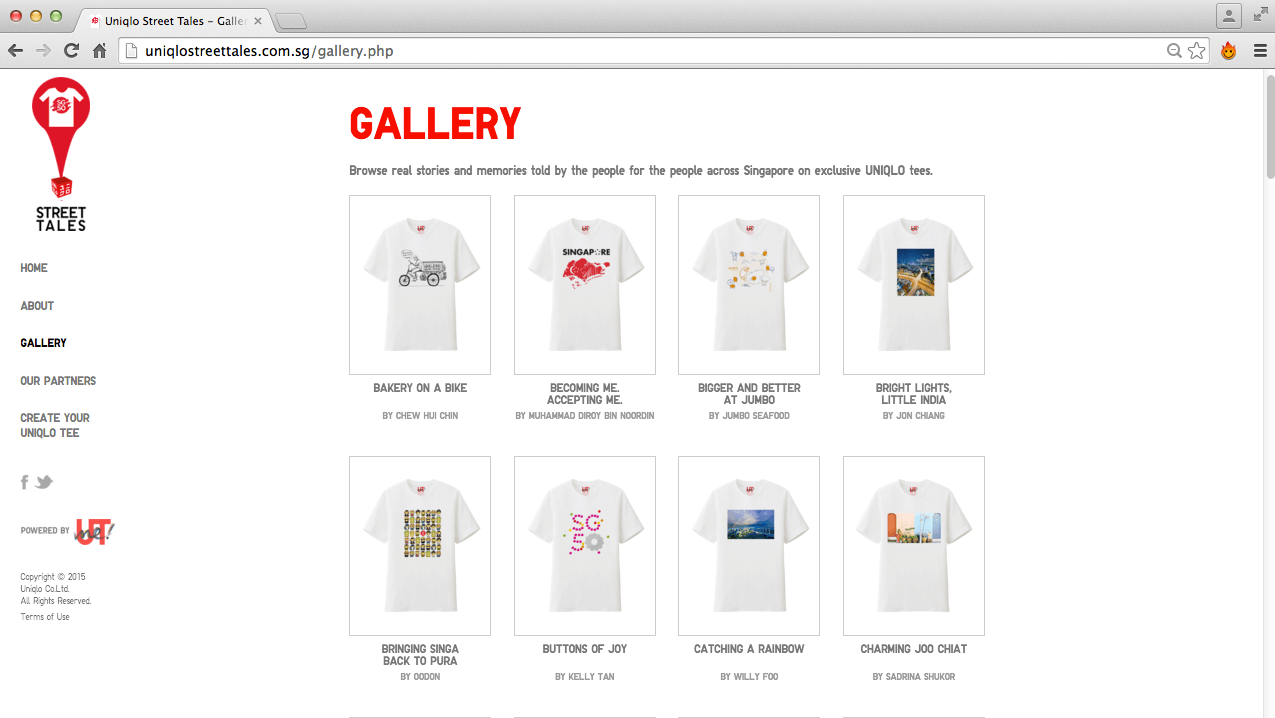 Uniqlo Street Tales – Galler
uniqlostreettales.com.sg/gallery.php
SG
50
STREET
TALES
HOME
ABOUT
GALLERY
OUR PARTNERS
CREATE YOUR
UNIQLO TEE
POWERED BY UT me!
Copyright © 2015
Uniqlo Co.Ltd.
All Rights Reserved.
Terms of Use
GALLERY
Browse real stories and memories told by the people for the people across Singapore on exclusive UNIQLO tees.
BAKERY ON A BIKE
BY CHEW HUI CHIN
SINGAPORE
BECOMING ME.
ACCEPTING ME.
BY MUHAMMAD DIROY BIN NOORDIN
BIGGER AND BETTER
AT JUMBO
BY JUMBO SEAFOOD
BRIGHT LIGHTS,
LITTLE INDIA
BY JON CHIANG
BRINGING SINGA
BACK TO PURA
BY OODON
SG
50
BUTTONS OF JOY
BY KELLY TAN
CATCHING A RAINBOW
BY WILLY FOO
CHARMING JOO CHIAT
BY SADRINA SHUKOR